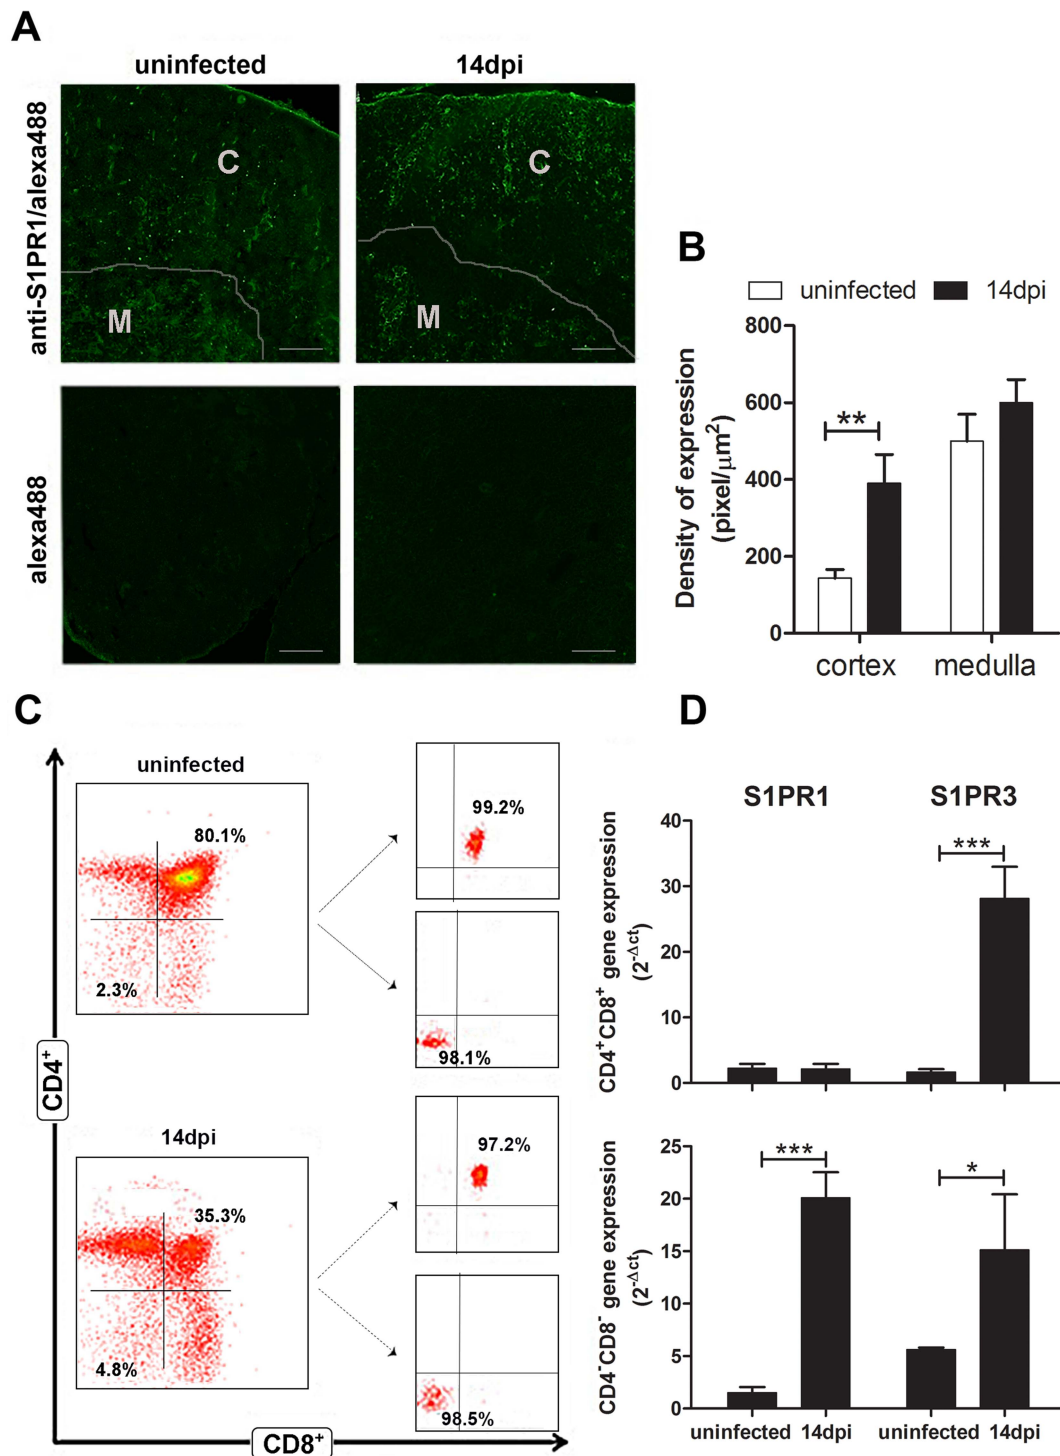 A
uninfected 14dpi
anti-S1PR1/alexa488
C
C
M
M
alexa488
B
uninfected 14dpi
Density of expression
(pixel/μm²)
800
600
400
200
0
**
cortex medulla
C
uninfected
80.1%
2.3%
99.2%
98.1%
14dpi
35.3%
4.8%
97.2%
98.5%
CD4⁺
CD8⁺
D
S1PR1 S1PR3
CD4⁺CD8⁺ gene expression
(2^-Δct)
40
30
20
10
0
***
CD4⁻CD8⁻ gene expression
(2^-Δct)
25
20
15
10
5
0
***
*
uninfected 14dpi uninfected 14dpi